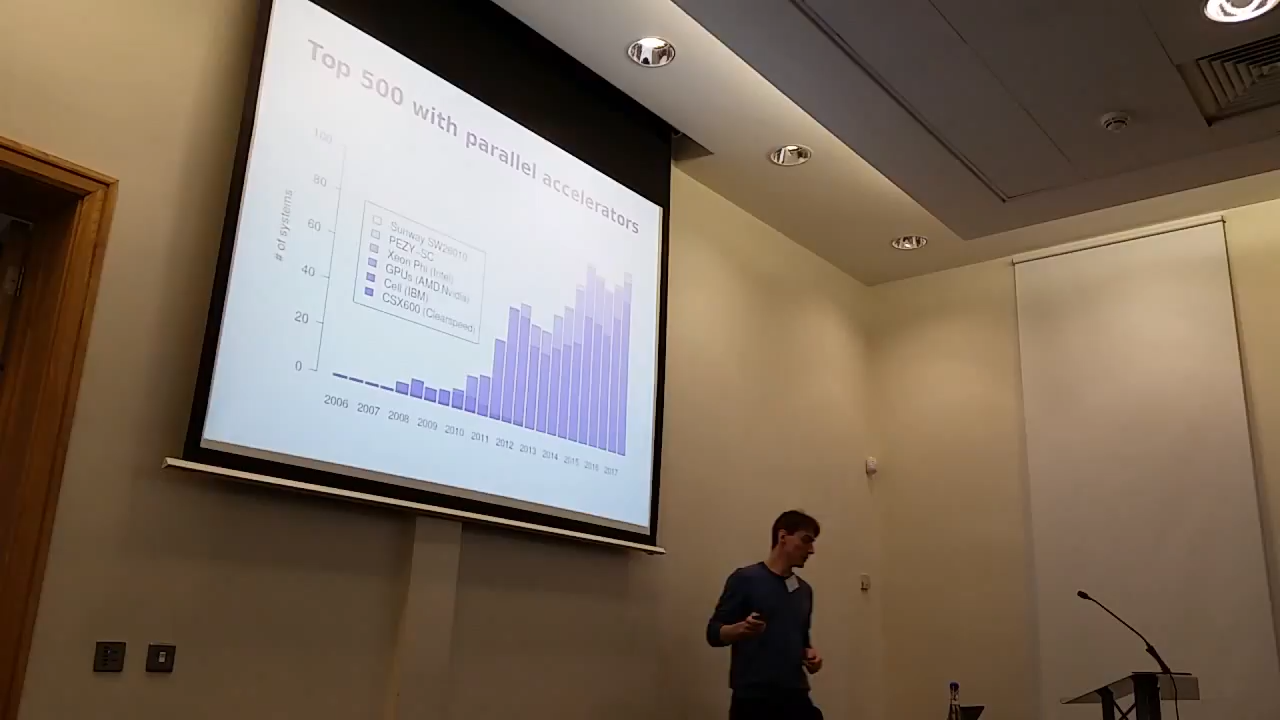 Top 500 with parallel accelerators
# of systems
100
80
60
40
20
0
Sunway SW26010
PEZY-SC
Xeon Phi (Intel)
GPUs (AMD Nvidia)
Cell (IBM)
CSX600 (Clearspeed)
2006 2007 2008 2009 2010 2011 2012 2013 2014 2015 2016 2017